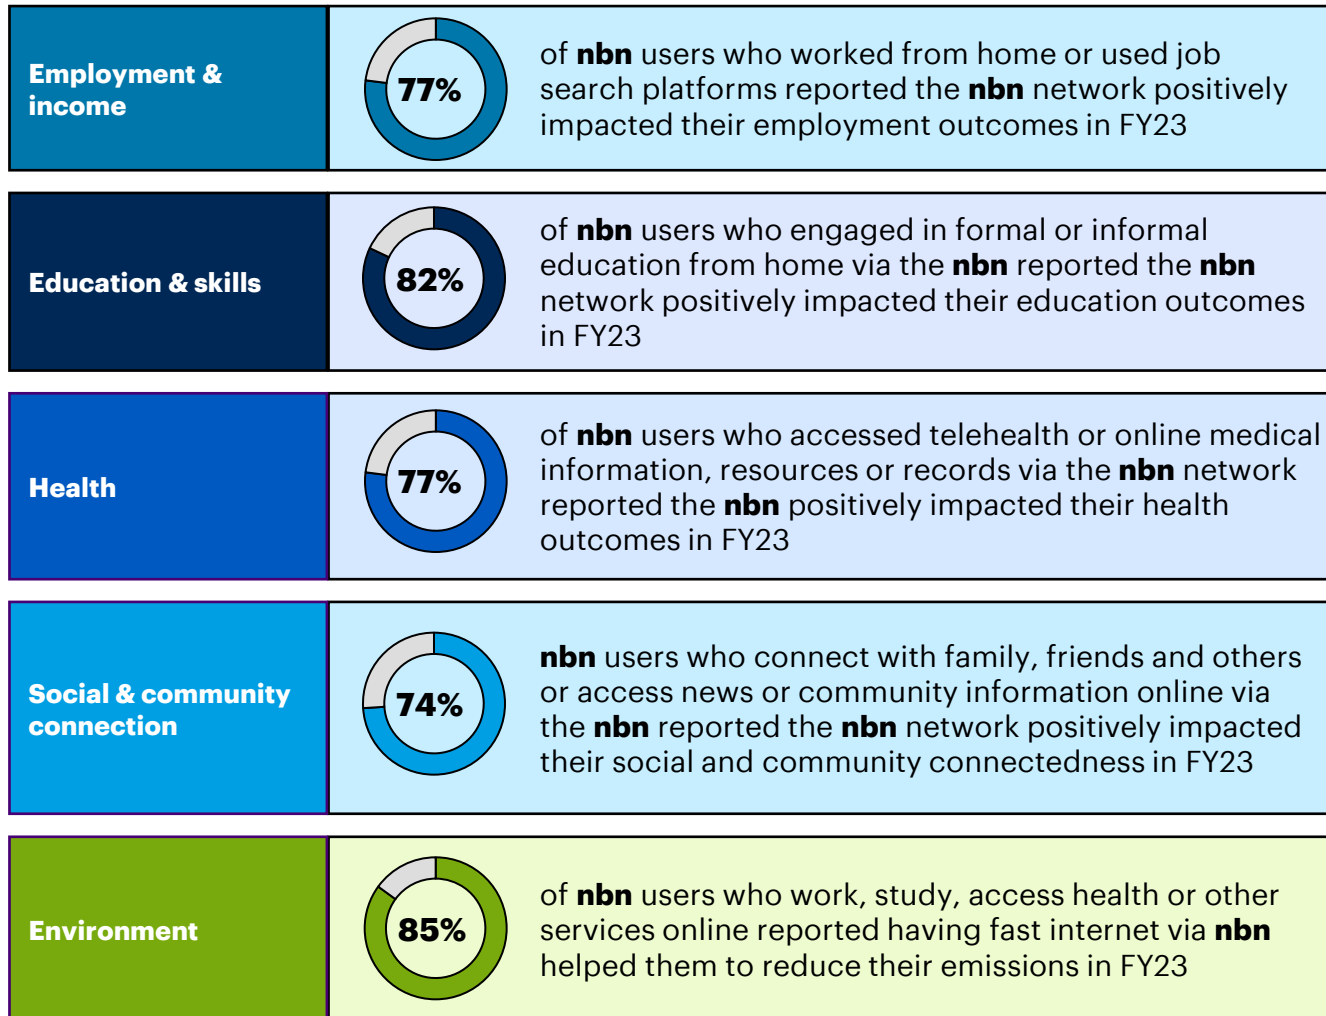 Employment &
income
77%
of nbn users who worked from home or used job
search platforms reported the nbn network positively
impacted their employment outcomes in FY23
Education & skills
82%
of nbn users who engaged in formal or informal
education from home via the nbn reported the nbn
network positively impacted their education outcomes
in FY23
Health
77%
of nbn users who accessed telehealth or online medical
information, resources or records via the nbn network
reported the nbn positively impacted their health
outcomes in FY23
Social & community
connection
74%
nbn users who connect with family, friends and others
or access news or community information online via
the nbn reported the nbn network positively impacted
their social and community connectedness in FY23
Environment
85%
of nbn users who work, study, access health or other
services online reported having fast internet via nbn
helped them to reduce their emissions in FY23